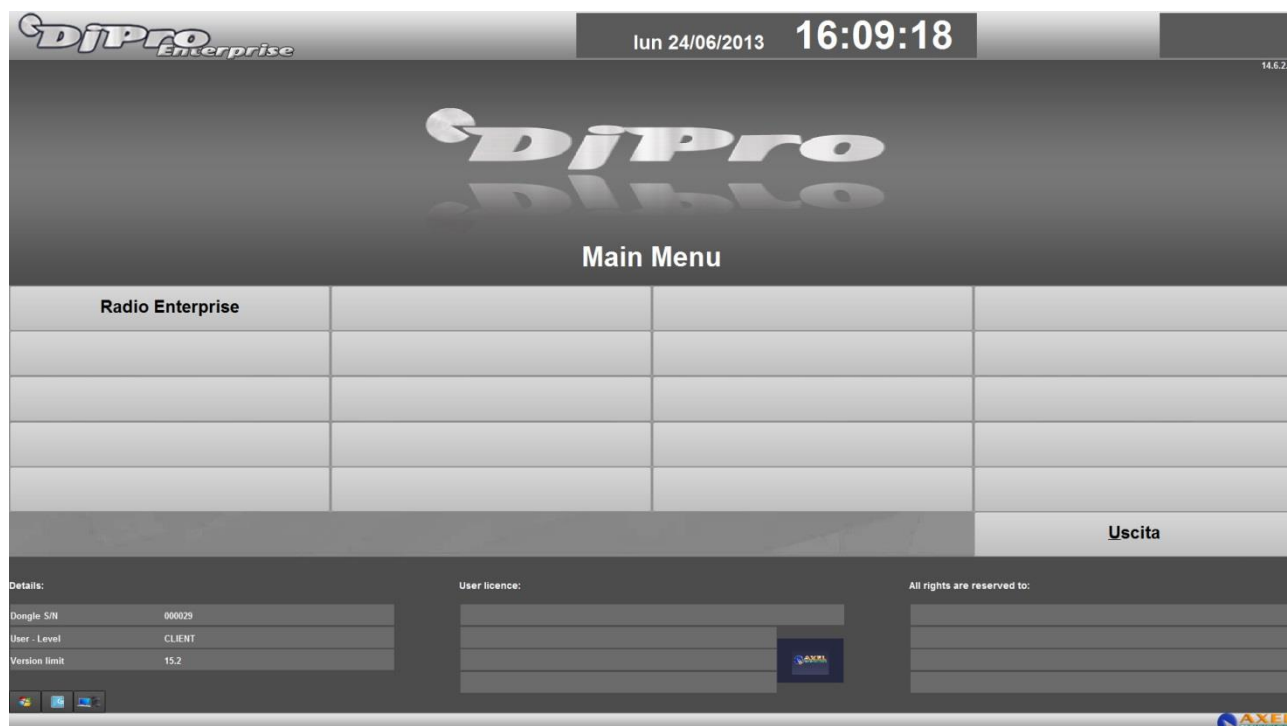 DjPro
Enterprise
lun 24/06/2013 16:09:18
14.6.2
DjPro
Main Menu
Radio Enterprise
Uscita
Details:
User licence:
All rights are reserved to:
Dongle S/N 000029
User - Level CLIENT
Version limit 15.2
AXEL
AXEL